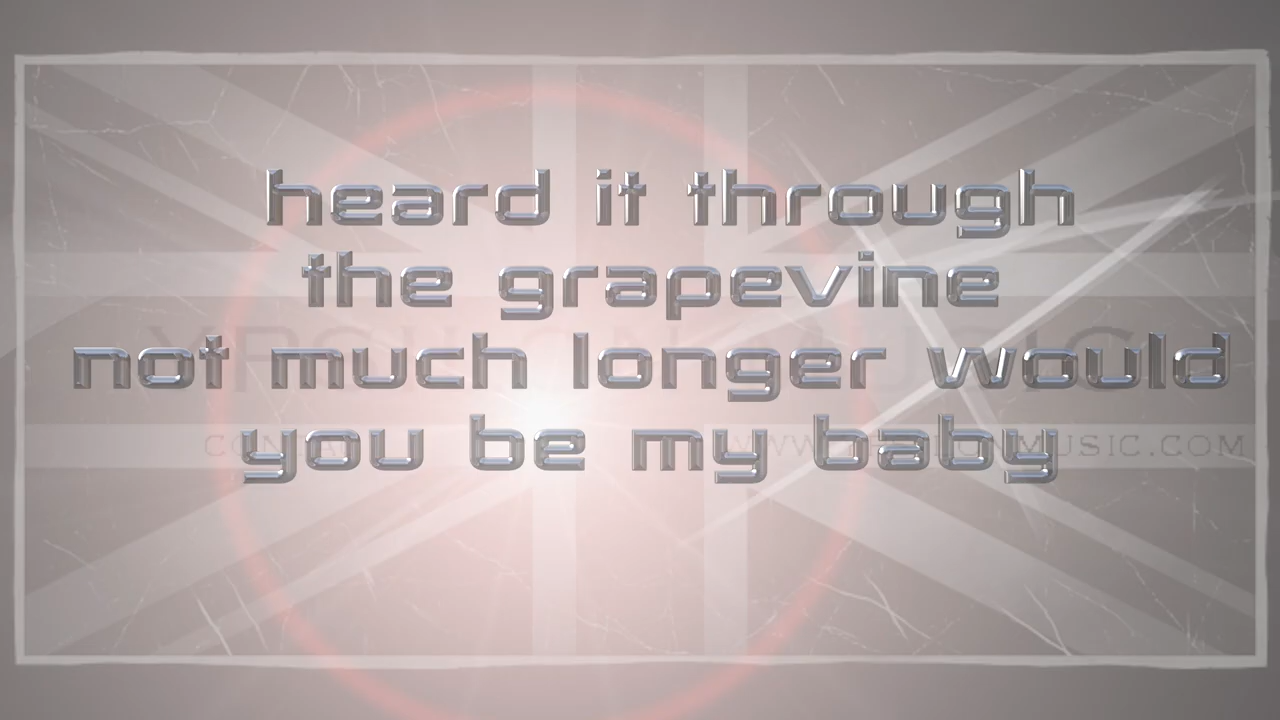 heard it through
the grapevine
not much longer would
you be my baby